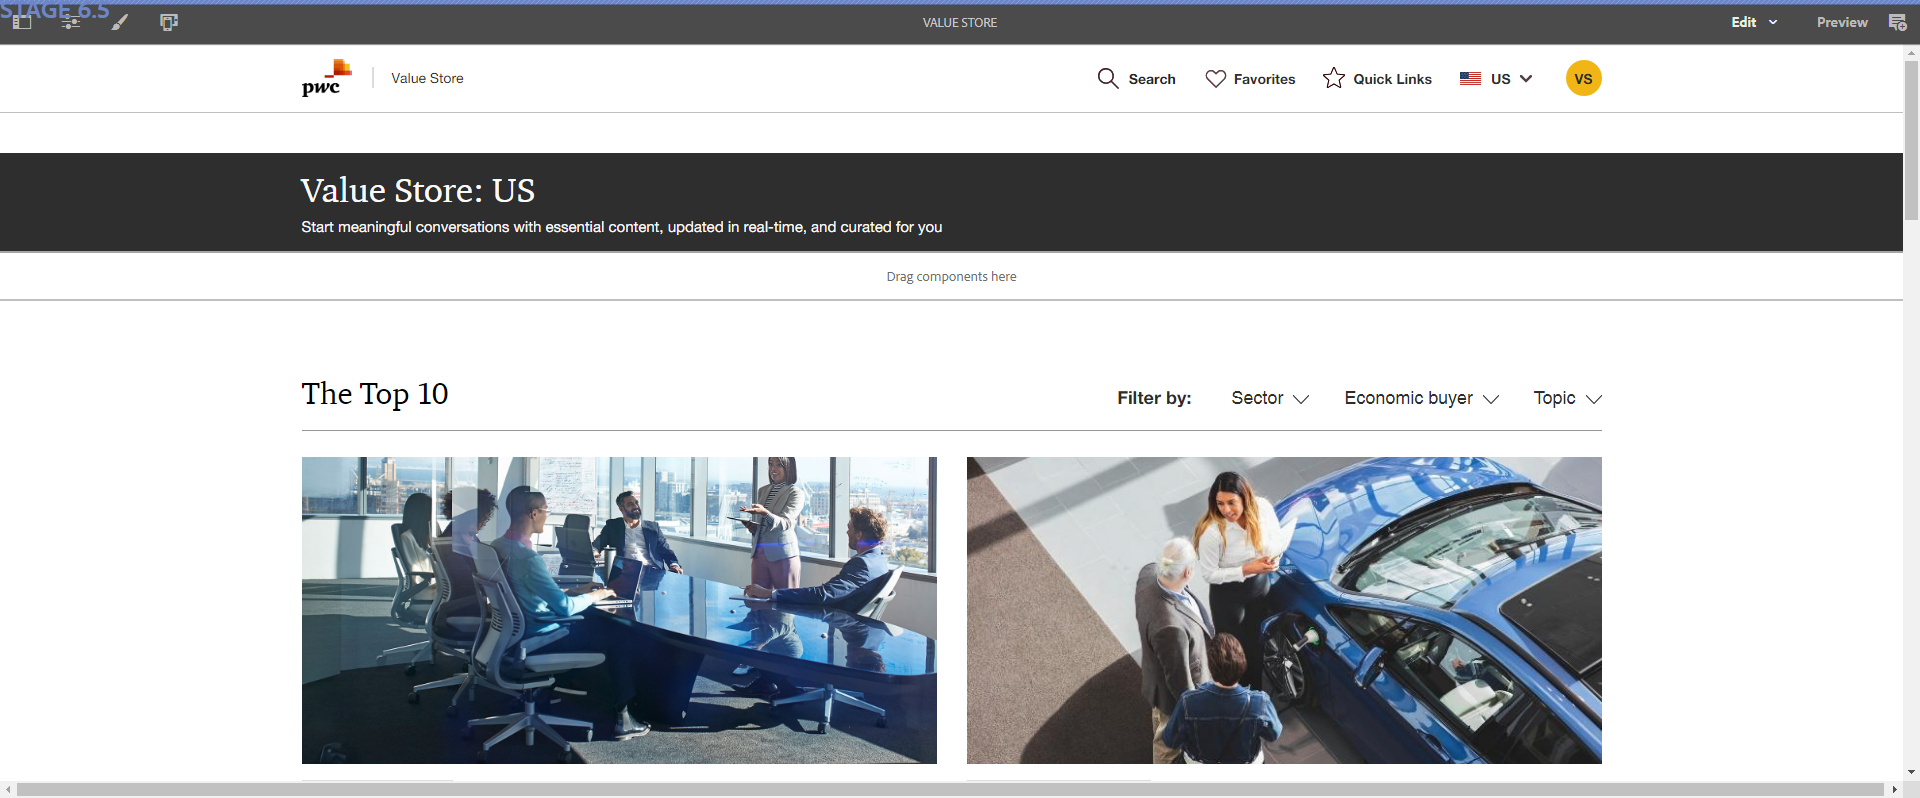 STAGE 6.5
VALUE STORE
Edit
Preview
pwc
Value Store
Search
Favorites
Quick Links
US
VS
Value Store: US
Start meaningful conversations with essential content, updated in real-time, and curated for you
Drag components here
The Top 10
Filter by:
Sector
Economic buyer
Topic